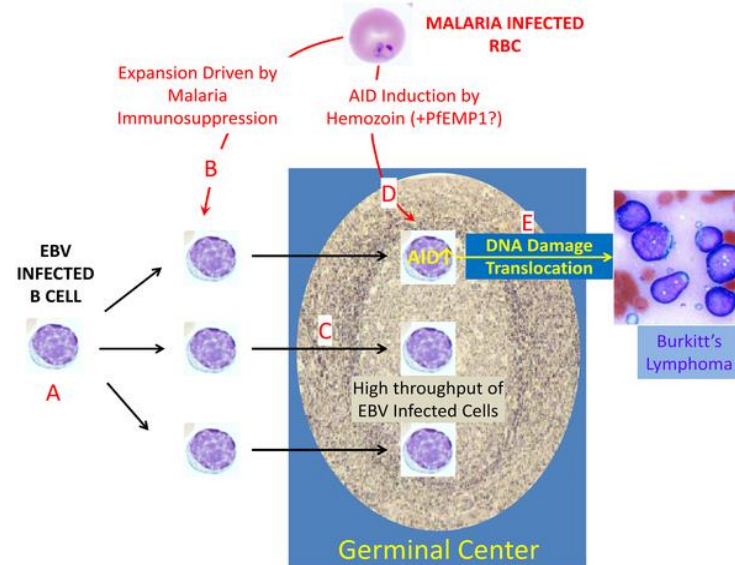 MALARIA INFECTED
RBC
Expansion Driven by
Malaria
Immunosuppression
AID Induction by
Hemozoin (+PfEMP1?)
B
D
E
EBV
INFECTED
B CELL
AID↑
DNA Damage
Translocation
A
C
High throughput of
EBV Infected Cells
Burkitt's
Lymphoma
Germinal Center